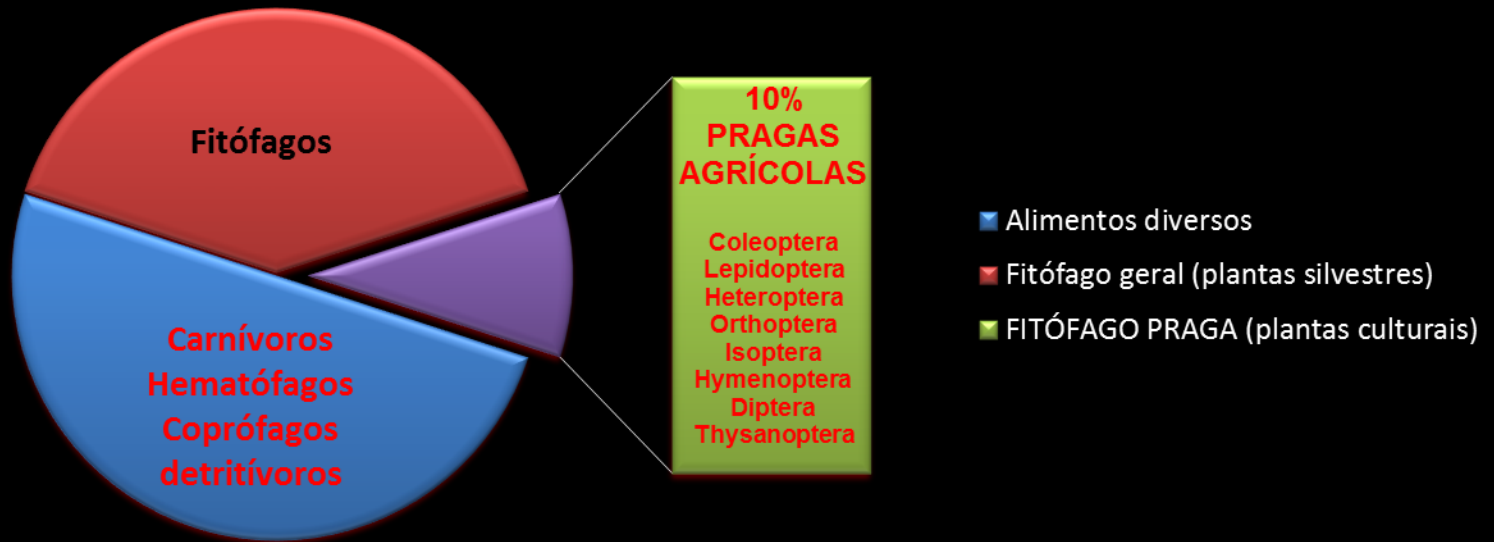 Fitófagos
Carnívoros
Hematófagos
Coprófagos
detritívoros
10%
PRAGAS
AGRÍCOLAS
Coleoptera
Lepidoptera
Heteroptera
Orthoptera
Isoptera
Hymenoptera
Diptera
Thysanoptera
Alimentos diversos
Fitófago geral (plantas silvestres)
FITÓFAGO PRAGA (plantas culturais)